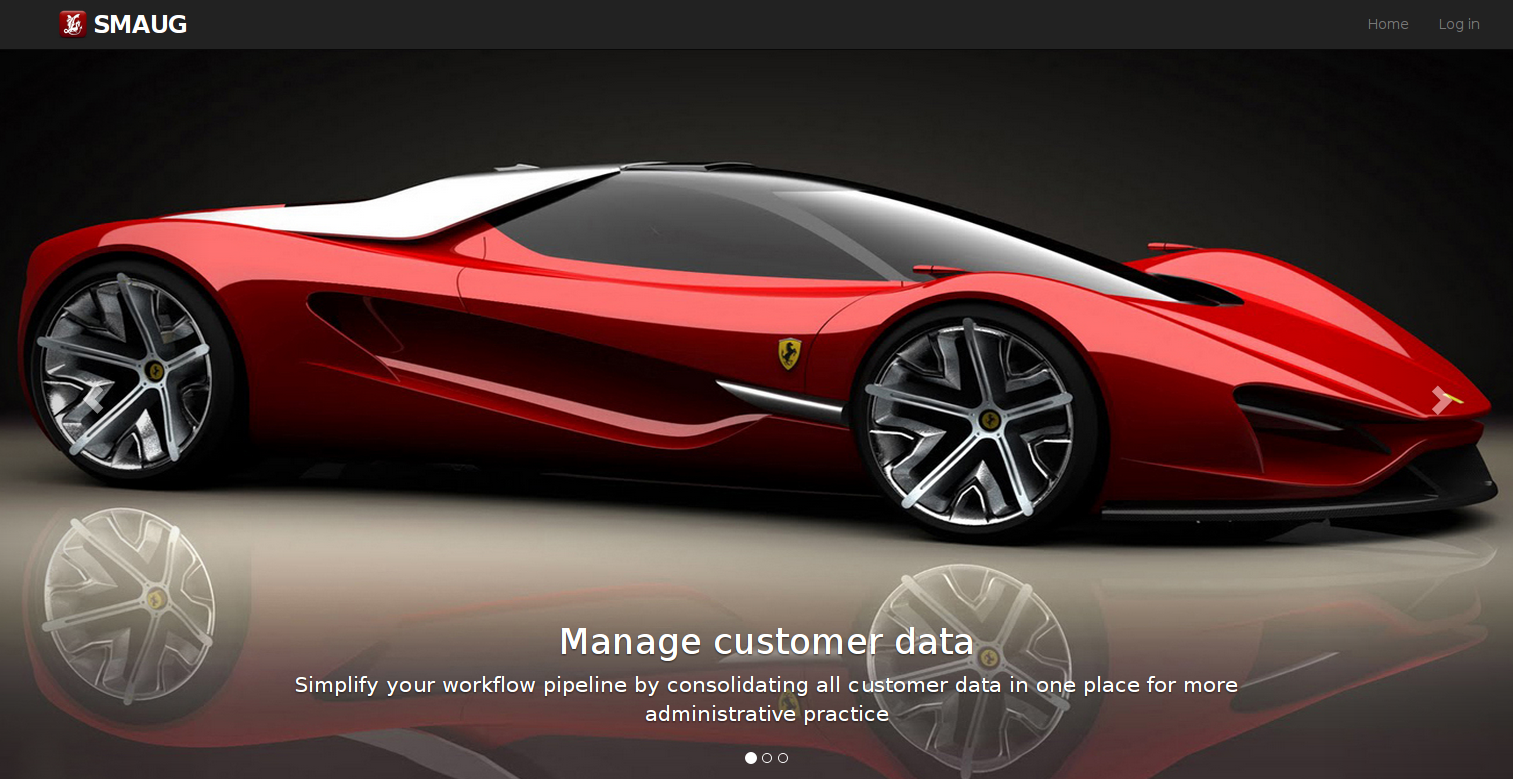 SMAUG
Home
Log in
Manage customer data
Simplify your workflow pipeline by consolidating all customer data in one place for more
administrative practice